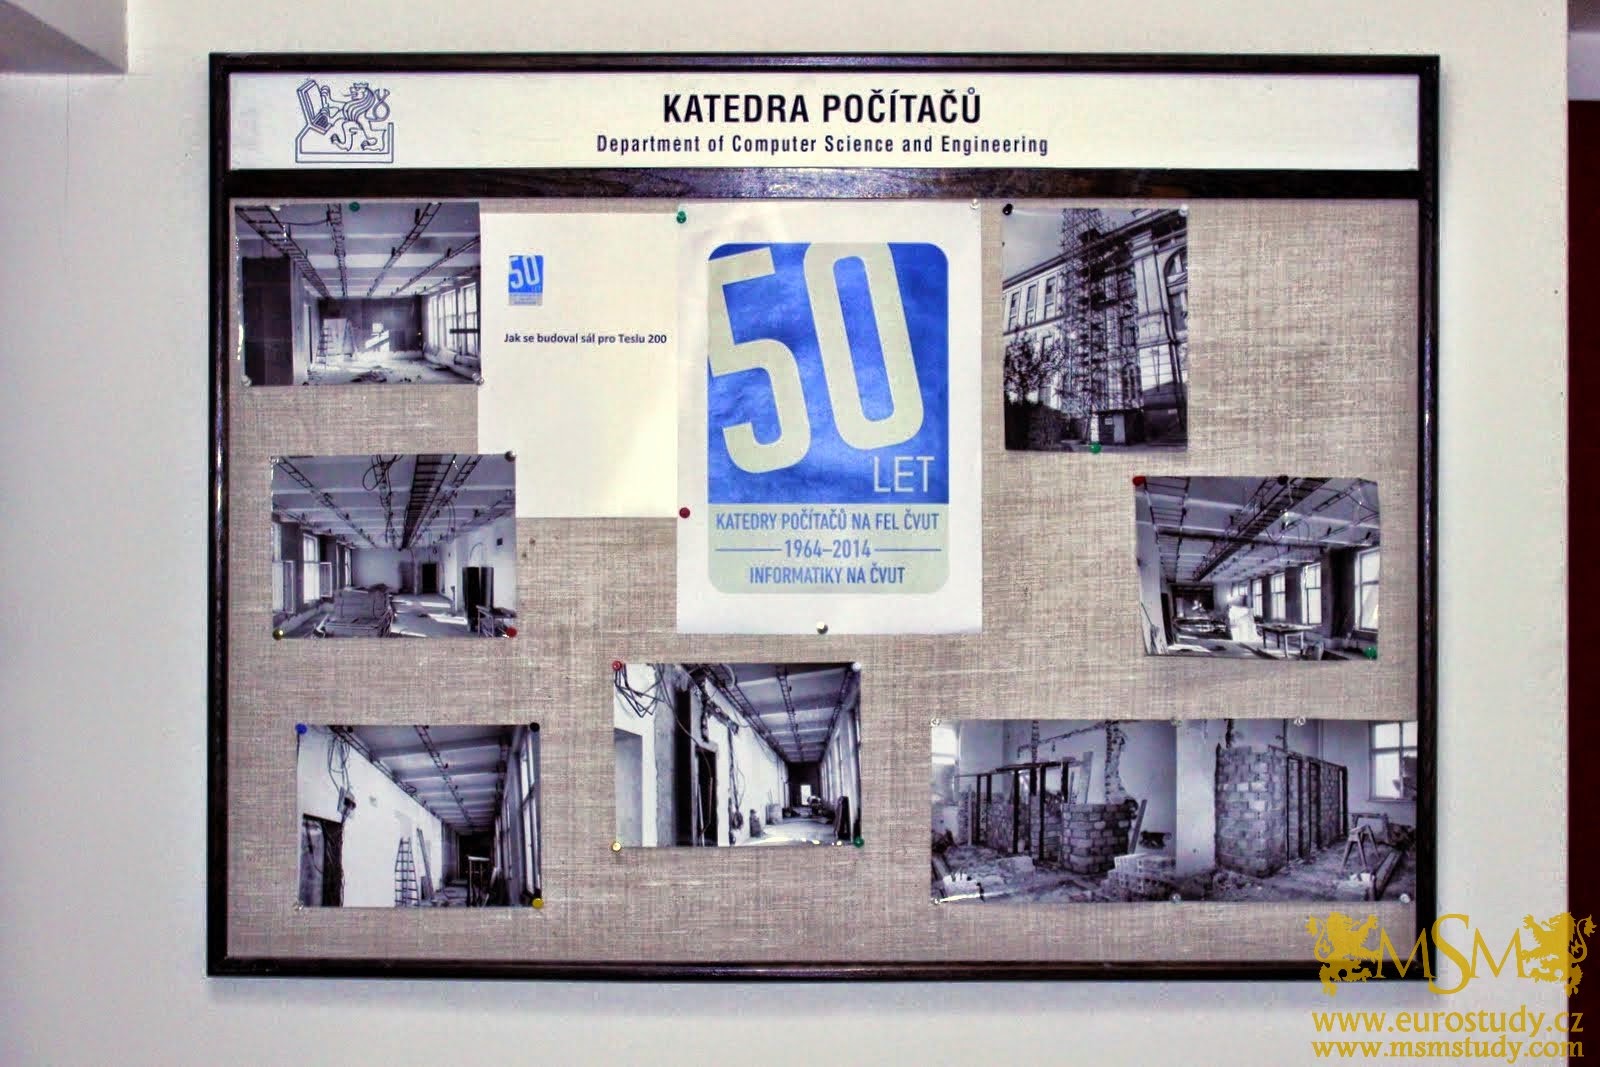 KATEDRA POČÍTAČŮ
Department of Computer Science and Engineering
50
LET
Jak se budoval sál pro Teslu 200
50
LET
KATEDRY POČÍTAČŮ NA FEL ČVUT
1964–2014
INFORMATIKY NA ČVUT
MSM
www.eurostudy.cz
www.msmstudy.com